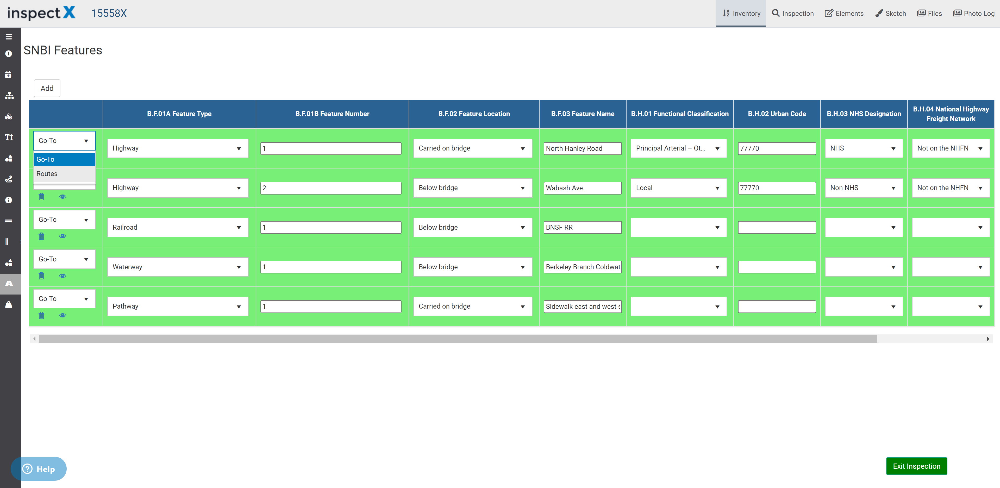 inspectX 15558X Inventory Inspection Elements Sketch Files Photo Log
SNBI Features
Add
B.F.01A Feature Type B.F.01B Feature Number B.F.02 Feature Location B.F.03 Feature Name B.H.01 Functional Classification B.H.02 Urban Code B.H.03 NHS Designation B.H.04 National Highway
Freight Network
Go-To
Highway 1 Carried on bridge North Hanley Road Principal Arterial – Ot... 77770 NHS Not on the NHFN
Go-To
Routes
Highway 2 Below bridge Wabash Ave. Local 77770 Non-NHS Not on the NHFN
Go-To
Railroad 1 Below bridge BNSF RR
Go-To
Waterway 1 Below bridge Berkeley Branch Coldwat
Go-To
Pathway 1 Carried on bridge Sidewalk east and west s
Help
Exit Inspection